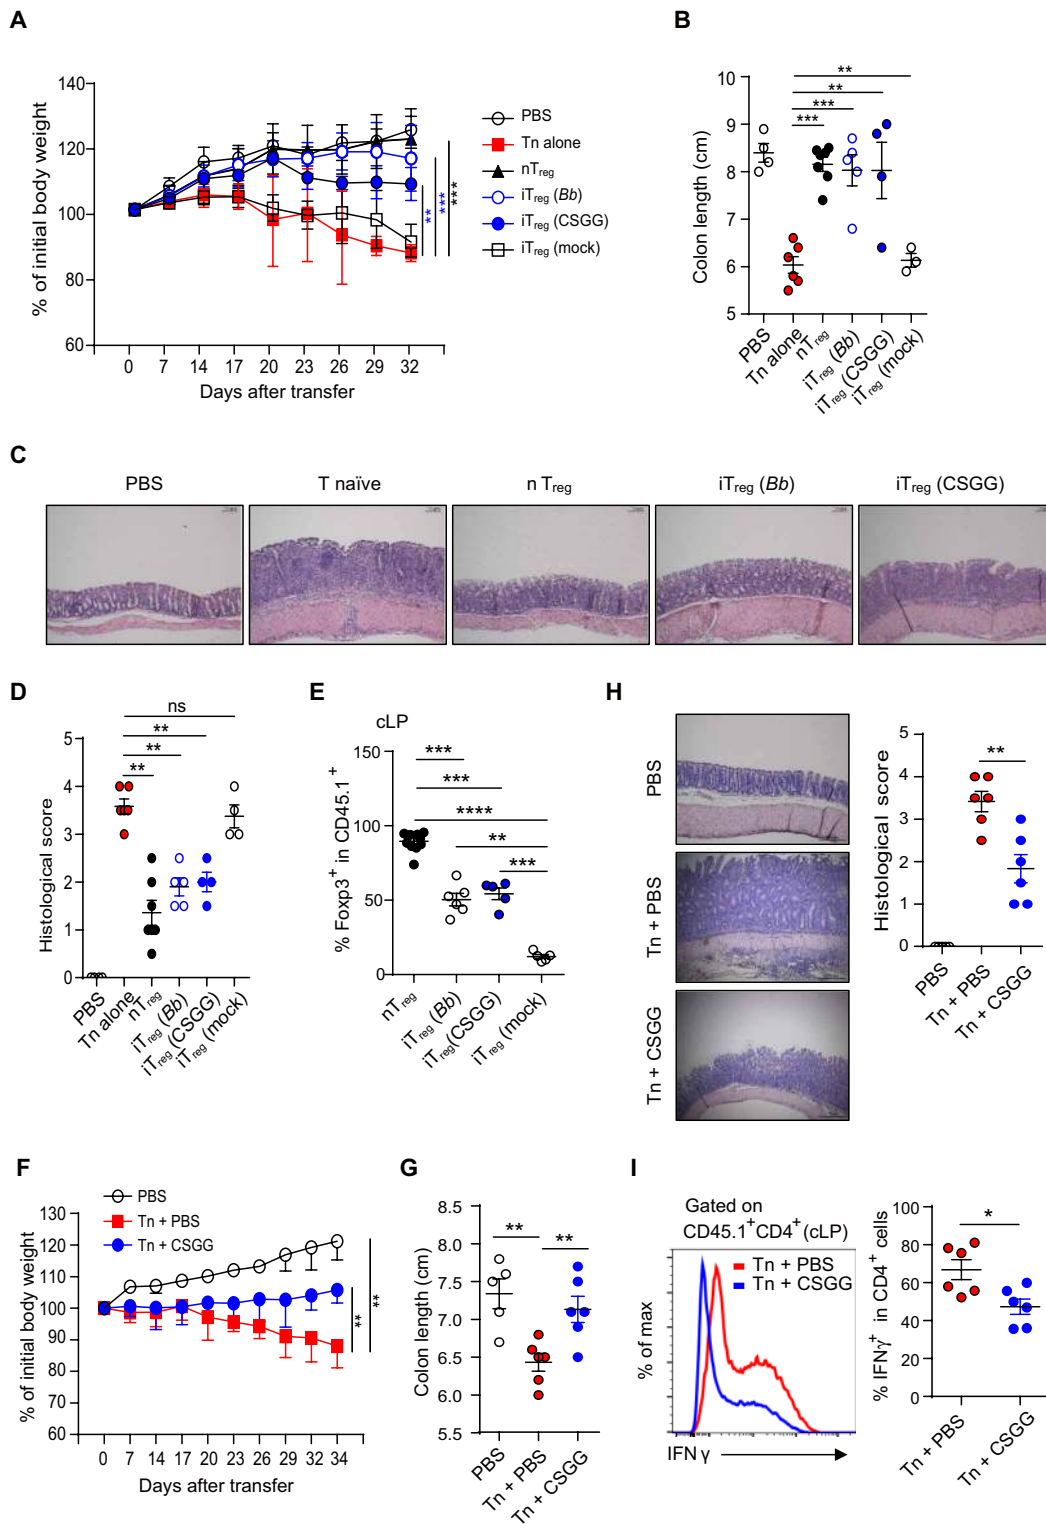 A
% of initial body weight
140
120
100
80
60
0 7 14 17 20 23 26 29 32
Days after transfer
PBS
Tn alone
nTreg
iTreg (Bb)
iTreg (CSGG)
iTreg (mock)
**
***
***
B
Colon length (cm)
10
9
8
7
6
5
**
**
***
***
PBS
Tn alone
nTreg
iTreg (Bb)
iTreg (CSGG)
iTreg (mock)
C
PBS
T naïve
n Treg
iTreg (Bb)
iTreg (CSGG)
D
Histological score
5
4
3
2
1
0
ns
**
**
**
PBS
Tn alone
nTreg
iTreg (Bb)
iTreg (CSGG)
iTreg (mock)
E
cLP
% Foxp3+ in CD45.1+
150
100
50
0
***
***
****
**
***
nTreg
iTreg (Bb)
iTreg (CSGG)
iTreg (mock)
H
PBS
Tn + PBS
Tn + CSGG
Histological score
5
4
3
2
1
0
**
PBS
Tn + PBS
Tn + CSGG
F
% of initial body weight
130
120
110
100
90
80
70
60
PBS
Tn + PBS
Tn + CSGG
**
**
0 7 14 17 20 23 26 29 32 34
Days after transfer
G
Colon length (cm)
8.5
8.0
7.5
7.0
6.5
6.0
5.5
**
**
PBS
Tn + PBS
Tn + CSGG
I
Gated on
CD45.1+CD4+ (cLP)
Tn + PBS
Tn + CSGG
% of max
IFN γ
% IFNγ+ in CD4+ cells
100
80
60
40
20
0
*
Tn + PBS
Tn + CSGG